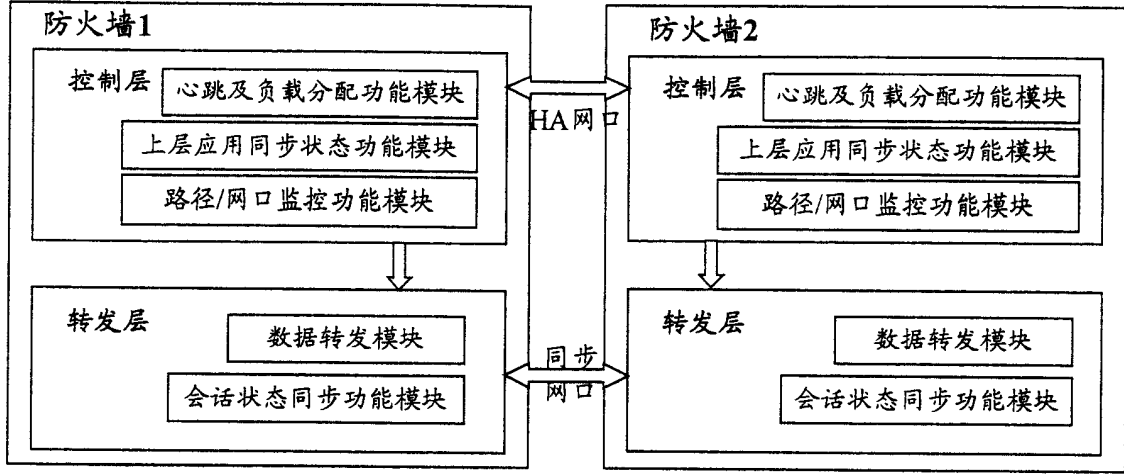 防火墙1
控制层
心跳及负载分配功能模块
上层应用同步状态功能模块
路径/网口监控功能模块
转发层
数据转发模块
会话状态同步功能模块
HA网口
同步
网口
防火墙2
控制层
心跳及负载分配功能模块
上层应用同步状态功能模块
路径/网口监控功能模块
转发层
数据转发模块
会话状态同步功能模块